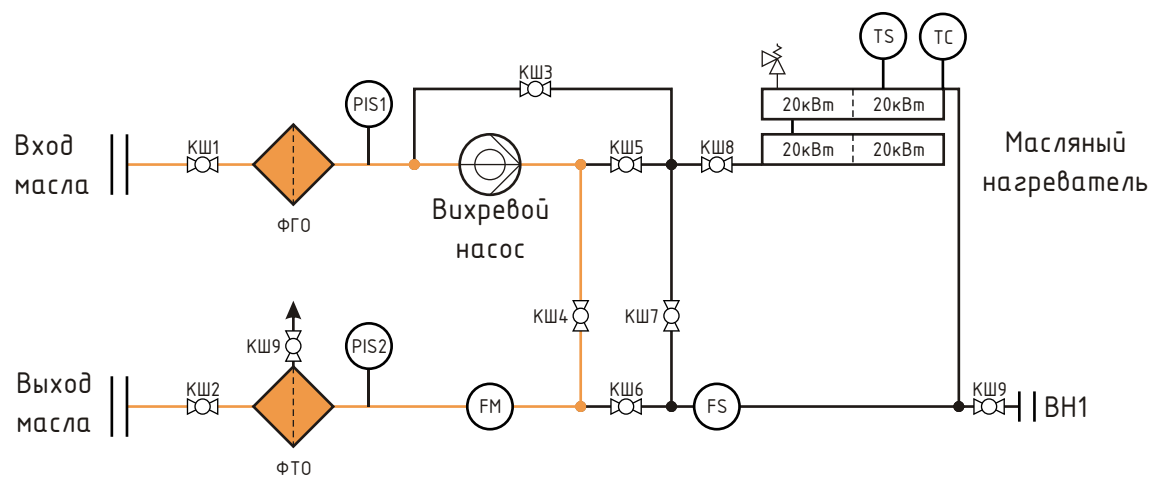 TS
TC
КШ3
20кВт
20кВт
PIS1
Вход
масла
КШ1
КШ5
КШ8
20кВт
20кВт
Масляный
нагреватель
ФГО
Вихревой
насос
КШ4
КШ7
КШ9
PIS2
Выход
масла
КШ2
FM
КШ6
FS
КШ9
ВН1
ФТО